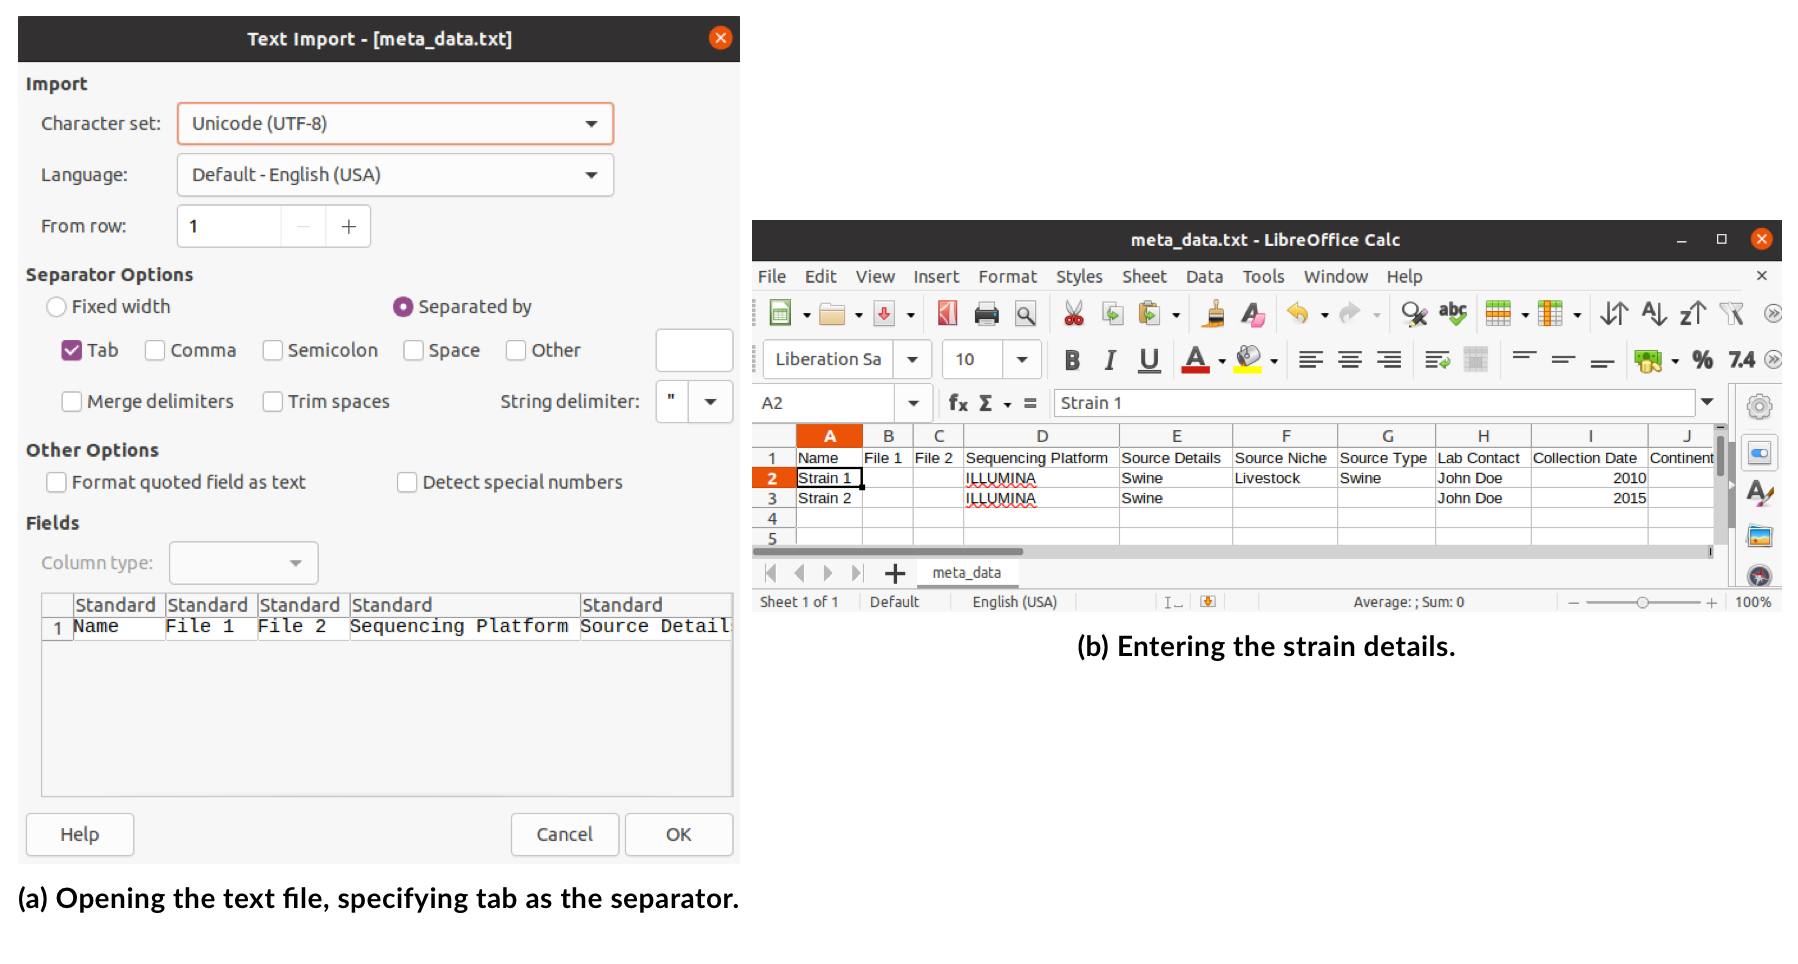 Text Import - [meta_data.txt]
Import
Character set: Unicode (UTF-8)
Language: Default - English (USA)
From row: 1
Separator Options
Fixed width Separated by
Tab Comma Semicolon Space Other
Merge delimiters Trim spaces String delimiter: "
Other Options
Format quoted field as text Detect special numbers
Fields
Column type:
Standard Standard Standard Standard Standard
1 Name File 1 File 2 Sequencing Platform Source Detail
Help Cancel OK
(a) Opening the text file, specifying tab as the separator.
meta_data.txt - LibreOffice Calc
File Edit View Insert Format Styles Sheet Data Tools Window Help
Liberation Sa 10 B I U A % 7.4
A2 fx Σ = Strain 1
A B C D E F G H I J
1 Name File 1 File 2 Sequencing Platform Source Details Source Niche Source Type Lab Contact Collection Date Continent
2 Strain 1 ILLUMINA Swine Livestock Swine John Doe 2010
3 Strain 2 ILLUMINA Swine John Doe 2015
4
5
meta_data
Sheet 1 of 1 Default English (USA) Average: ; Sum: 0 100%
(b) Entering the strain details.